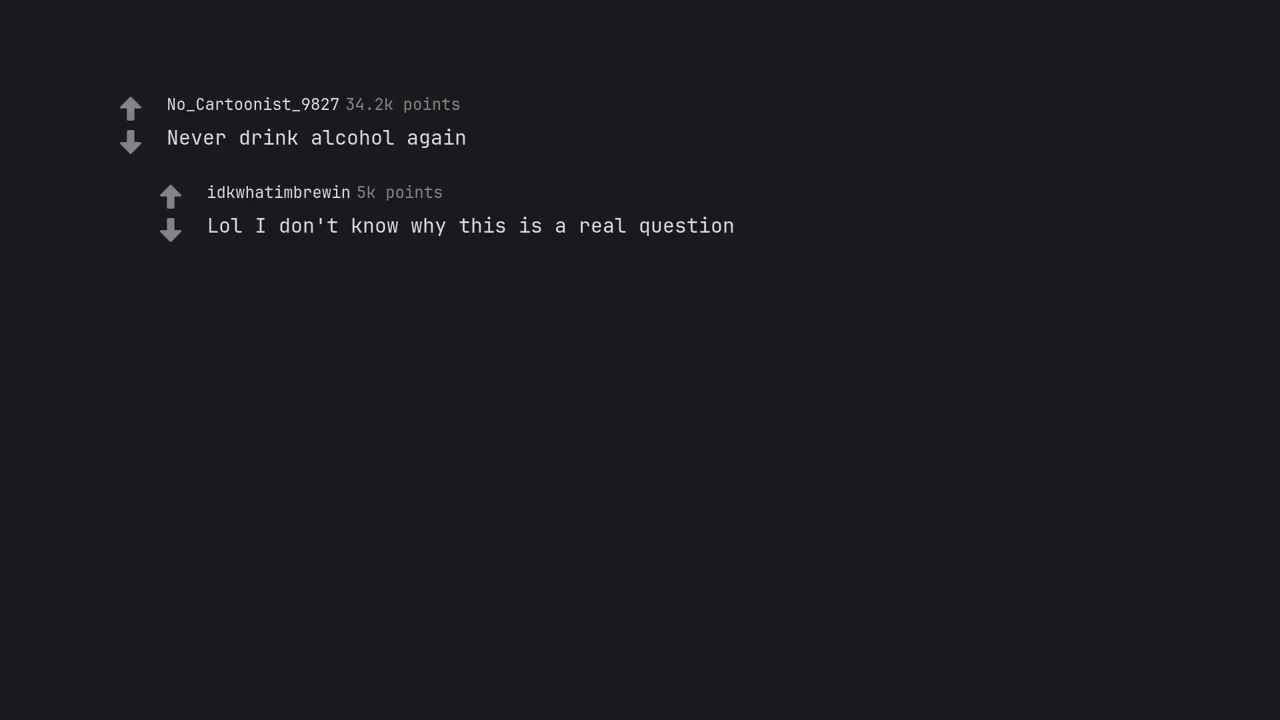 No_Cartoonist_9827 34.2k points
Never drink alcohol again
idkwhatimbrewin 5k points
Lol I don't know why this is a real question